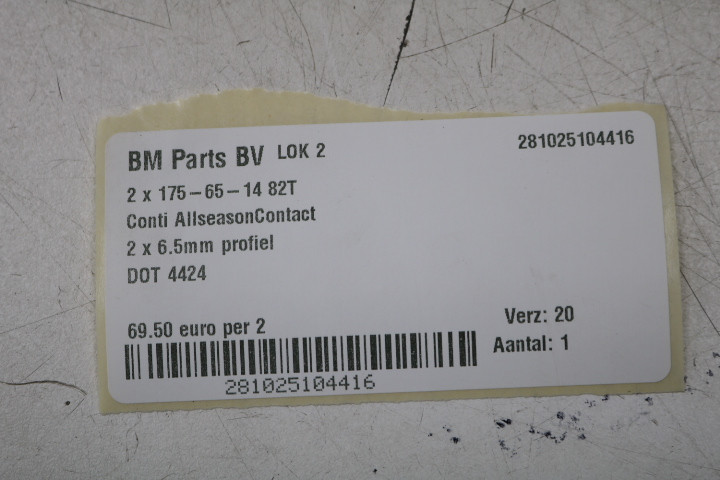 BM Parts BV LOK 2 281025104416
2 x 175-65-14 82T
Conti AllseasonContact
2 x 6.5mm profiel
DOT 4424
69.50 euro per 2 Verz: 20
Aantal: 1
281025104416